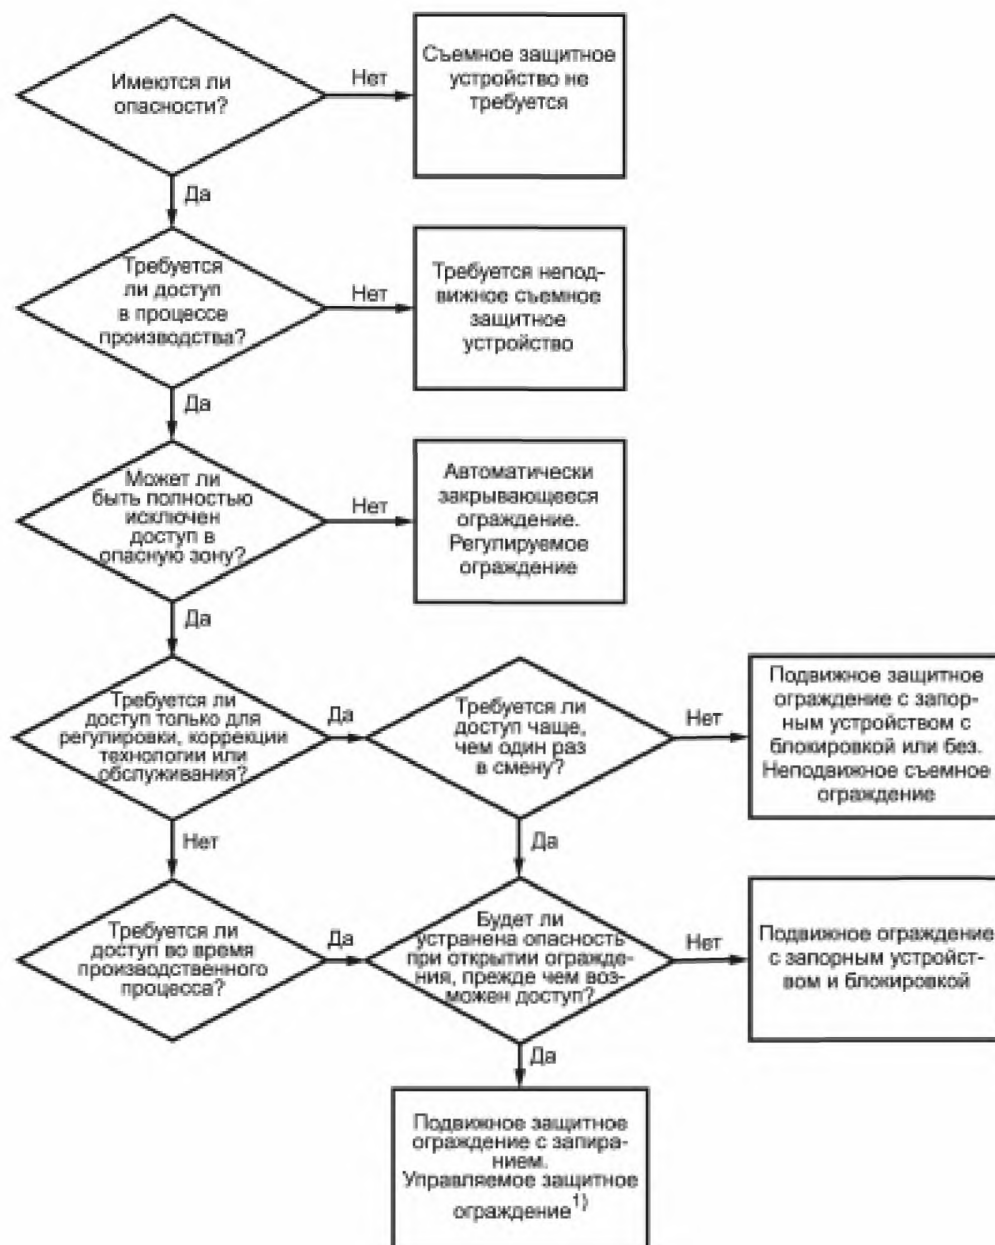 Имеются ли
опасности?
Нет
Съемное защитное
устройство не
требуется
Да
Требуется
ли доступ
в процессе
производства?
Нет
Требуется непод-
вижное съемное
защитное
устройство
Да
Может ли
быть полностью
исключен
доступ в
опасную зону?
Нет
Автоматически
закрывающееся
ограждение.
Регулируемое
ограждение
Да
Требуется ли
доступ только для
регулировки, коррекции
технологии или
обслуживания?
Да
Требуется ли
доступ чаще,
чем один раз
в смену?
Нет
Подвижное защитное
ограждение с запор-
ным устройством с
блокировкой или без.
Неподвижное съемное
ограждение
Нет
Да
Требуется ли
доступ во время
производственного
процесса?
Да
Будет ли
устранена опасность
при открытии огражде-
ния, прежде чем воз-
можен доступ?
Нет
Подвижное ограждение
с запорным устройст-
вом и блокировкой
Да
Подвижное защитное
ограждение с запира-
нием.
Управляемое защитное
ограждение1)